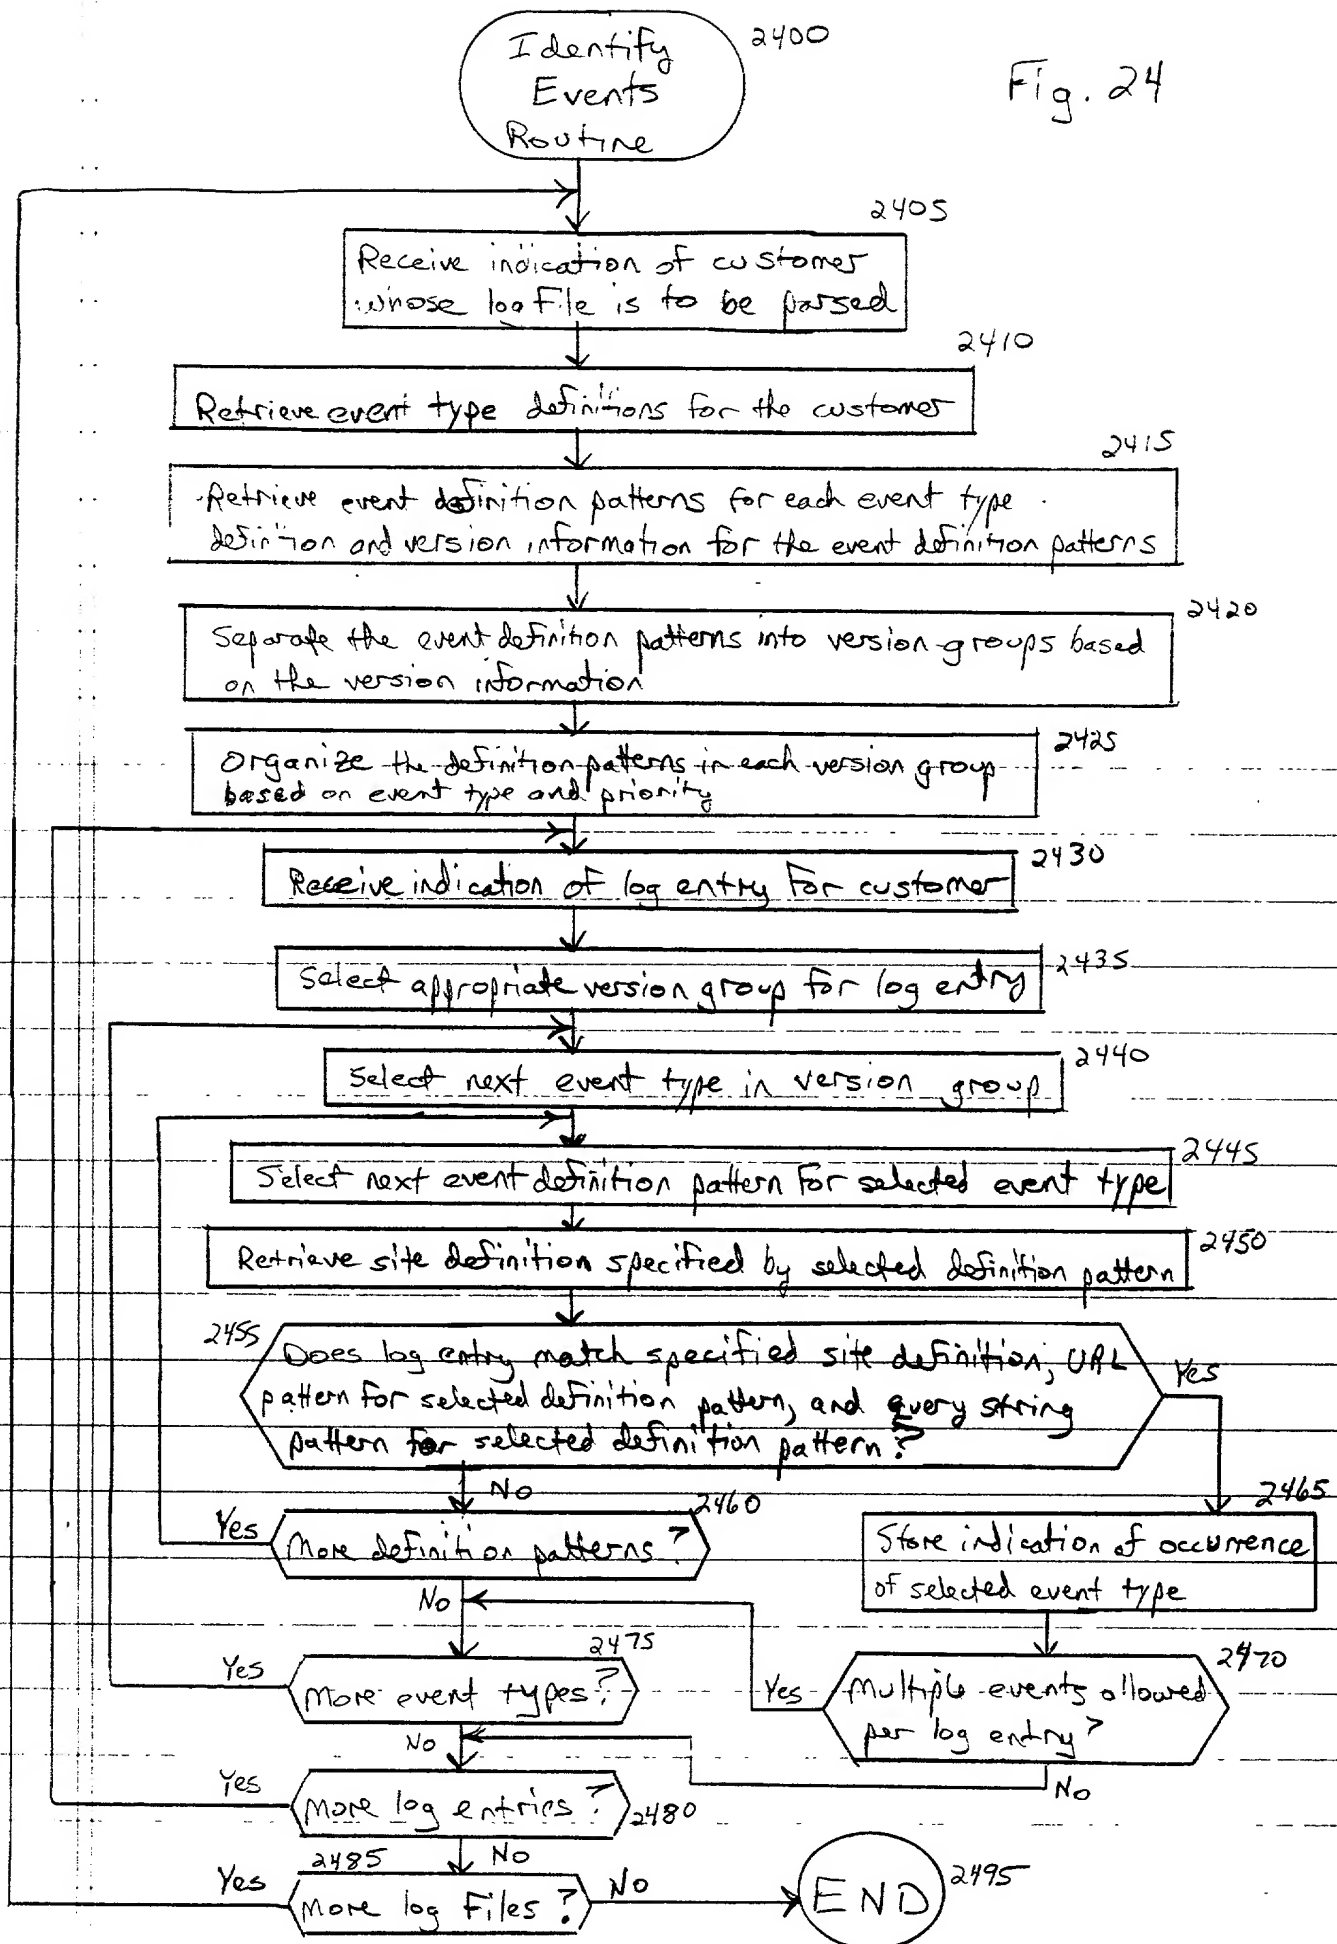 Identify
Events
Routine
2400
Fig. 24
2405
Receive indication of customer
whose log file is to be parsed
2410
Retrieve event type definitions for the customer
2415
Retrieve event definition patterns for each event type
definition and version information for the event definition patterns
2420
Separate the event definition patterns into version groups based
on the version information
2425
Organize the definition patterns in each version group
based on event type and priority
2430
Receive indication of log entry for customer
2435
Select appropriate version group for log entry
2440
Select next event type in version group
2445
Select next event definition pattern for selected event type
2450
Retrieve site definition specified by selected definition pattern
2455
Does log entry match specified site definition, URL
pattern for selected definition pattern, and query string
pattern for selected definition pattern?
Yes
No
2460
Yes
More definition patterns?
No
2465
Store indication of occurrence
of selected event type
2475
Yes
More event types?
No
2470
Yes
Multiple events allowed
per log entry?
No
Yes
More log entries?
2480
No
2485
Yes
More log Files?
No
END
2495